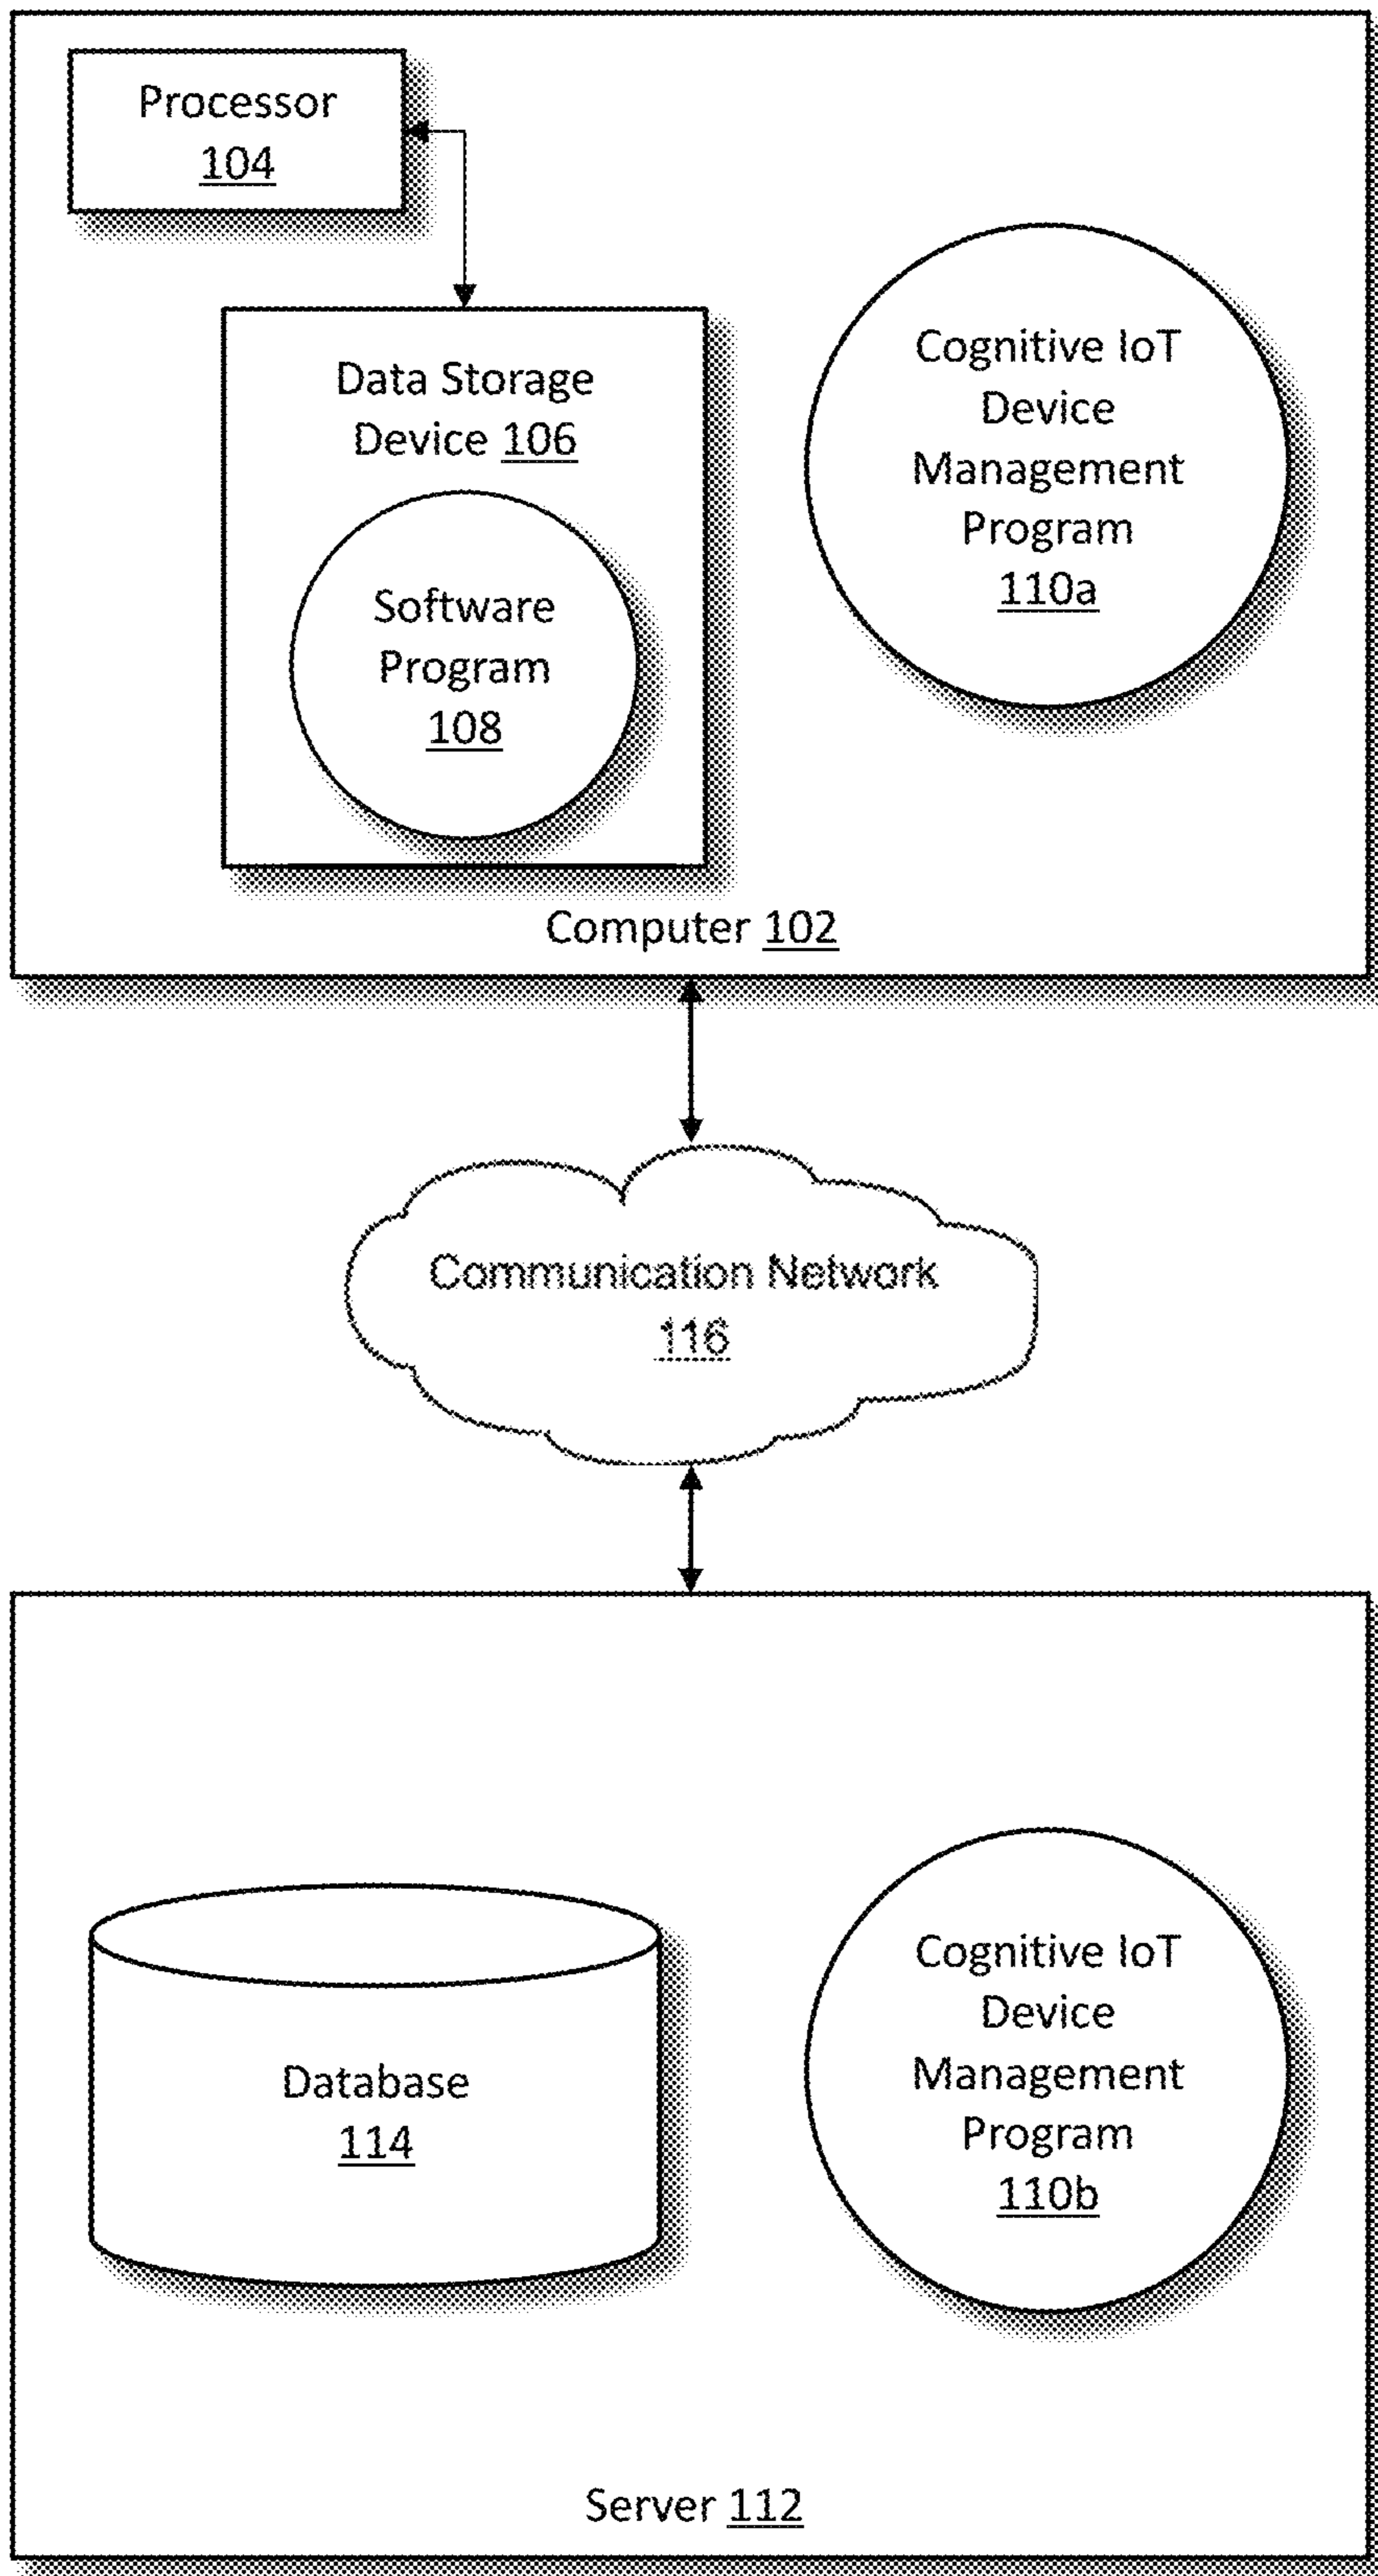 Processor
104
Data Storage
Device 106
Software
Program
108
Cognitive IoT
Device
Management
Program
110a
Computer 102
Communication Network
116
Database
114
Cognitive IoT
Device
Management
Program
110b
Server 112